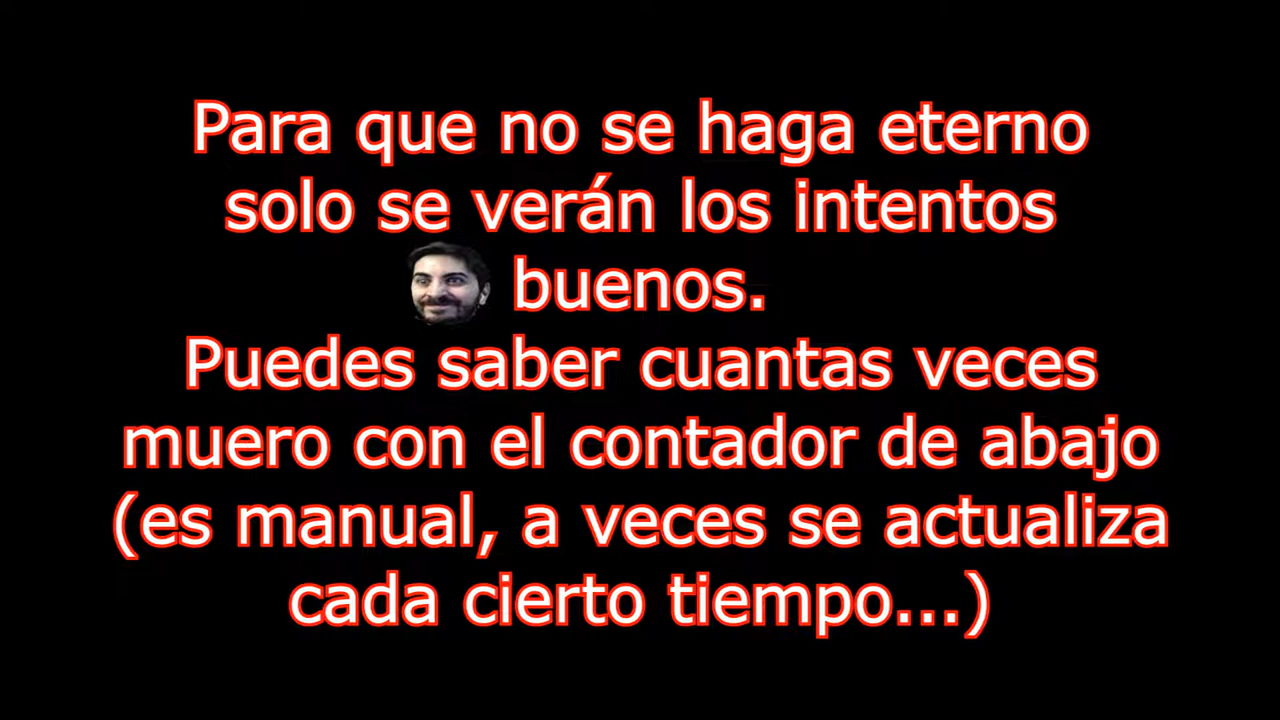 Para que no se haga eterno
solo se verán los intentos
buenos.
Puedes saber cuantas veces
muero con el contador de abajo
(es manual, a veces se actualiza
cada cierto tiempo...)